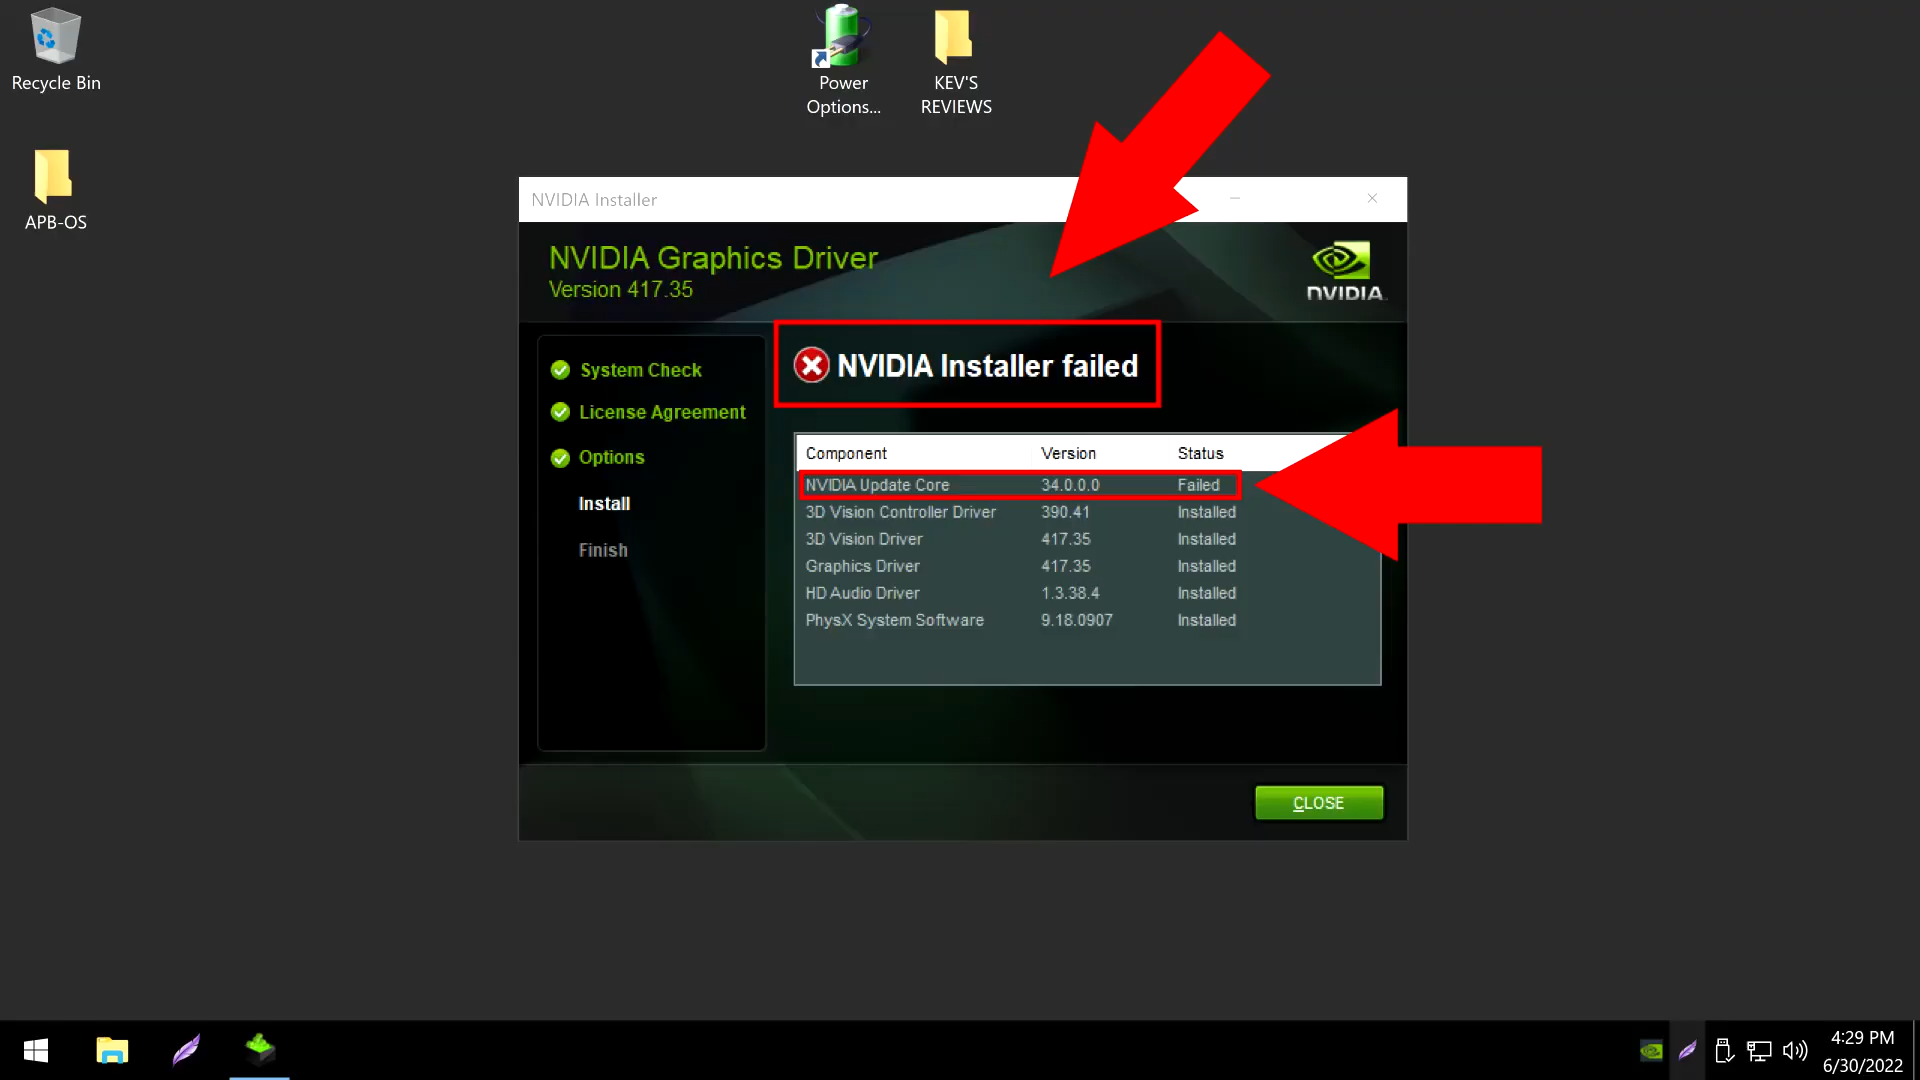 Recycle Bin
Power
Options...
KEV'S
REVIEWS
APB-OS
NVIDIA Installer
NVIDIA Graphics Driver
Version 417.35
NVIDIA.
System Check
License Agreement
Options
Install
Finish
NVIDIA Installer failed
Component Version Status
NVIDIA Update Core 34.0.0.0 Failed
3D Vision Controller Driver 390.41 Installed
3D Vision Driver 417.35 Installed
Graphics Driver 417.35 Installed
HD Audio Driver 1.3.38.4 Installed
PhysX System Software 9.18.0907 Installed
CLOSE
4:29 PM
6/30/2022